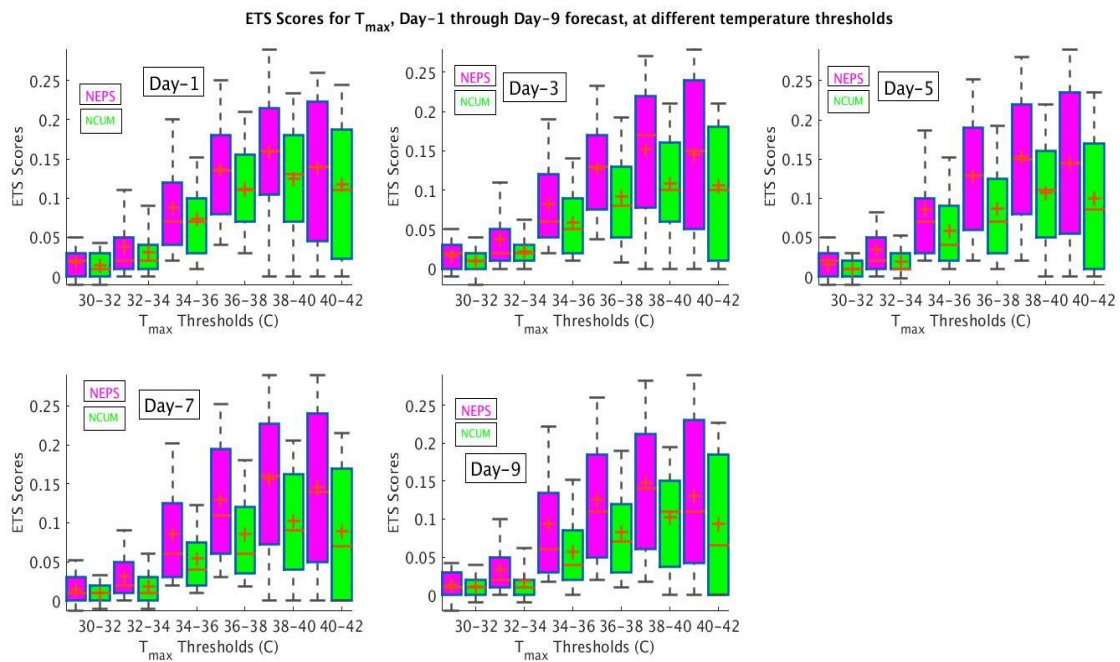 ETS Scores for Tmax, Day-1 through Day-9 forecast, at different temperature thresholds
ETS Scores
0.25
0.2
0.15
0.1
0.05
0
NEPS
NCUM
Day-1
30-32 32-34 34-36 36-38 38-40 40-42
Tmax Thresholds (C)
ETS Scores
0.25
0.2
0.15
0.1
0.05
0
NEPS
NCUM
Day-3
30-32 32-34 34-36 36-38 38-40 40-42
Tmax Thresholds (C)
ETS Scores
0.25
0.2
0.15
0.1
0.05
0
NEPS
NCUM
Day-5
30-32 32-34 34-36 36-38 38-40 40-42
Tmax Thresholds (C)
ETS Scores
0.25
0.2
0.15
0.1
0.05
0
NEPS
NCUM
Day-7
30-32 32-34 34-36 36-38 38-40 40-42
Tmax Thresholds (C)
ETS Scores
0.25
0.2
0.15
0.1
0.05
0
NEPS
NCUM
Day-9
30-32 32-34 34-36 36-38 38-40 40-42
Tmax Thresholds (C)